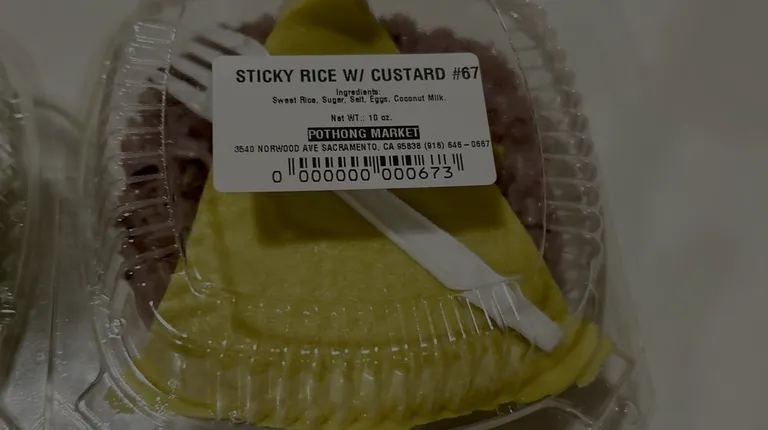 STICKY RICE W/ CUSTARD #67
Ingredients:
Sweet Rice, Sugar, Salt, Eggs, Coconut Milk.
Net WT.: 10 oz.
POTHONG MARKET
3540 NORWOOD AVE SACRAMENTO, CA 95838 (916) 646-0667
0 000000 000673